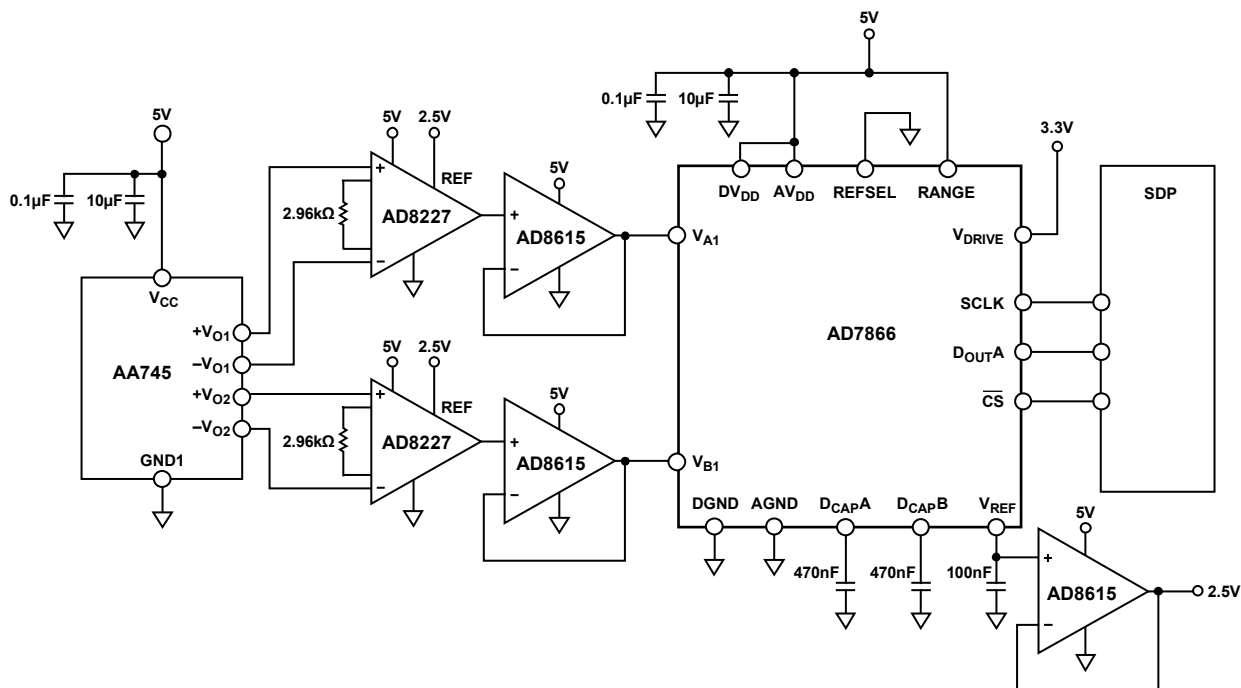 5V
0.1µF
10µF
5V
3.3V
5V
0.1µF
10µF
5V
2.5V
REF
+
2.96kΩ
AD8227
−
5V
+
AD8615
−
DVDD
AVDD
REFSEL
RANGE
VA1
VDRIVE
SCLK
AD7866
DOUTA
CS
VB1
DGND
AGND
DCAPA
DCAPB
VREF
SDP
VCC
+VO1
−VO1
AA745
+VO2
−VO2
GND1
5V
2.5V
REF
+
2.96kΩ
AD8227
−
5V
+
AD8615
−
470nF
470nF
100nF
5V
+
AD8615
−
2.5V